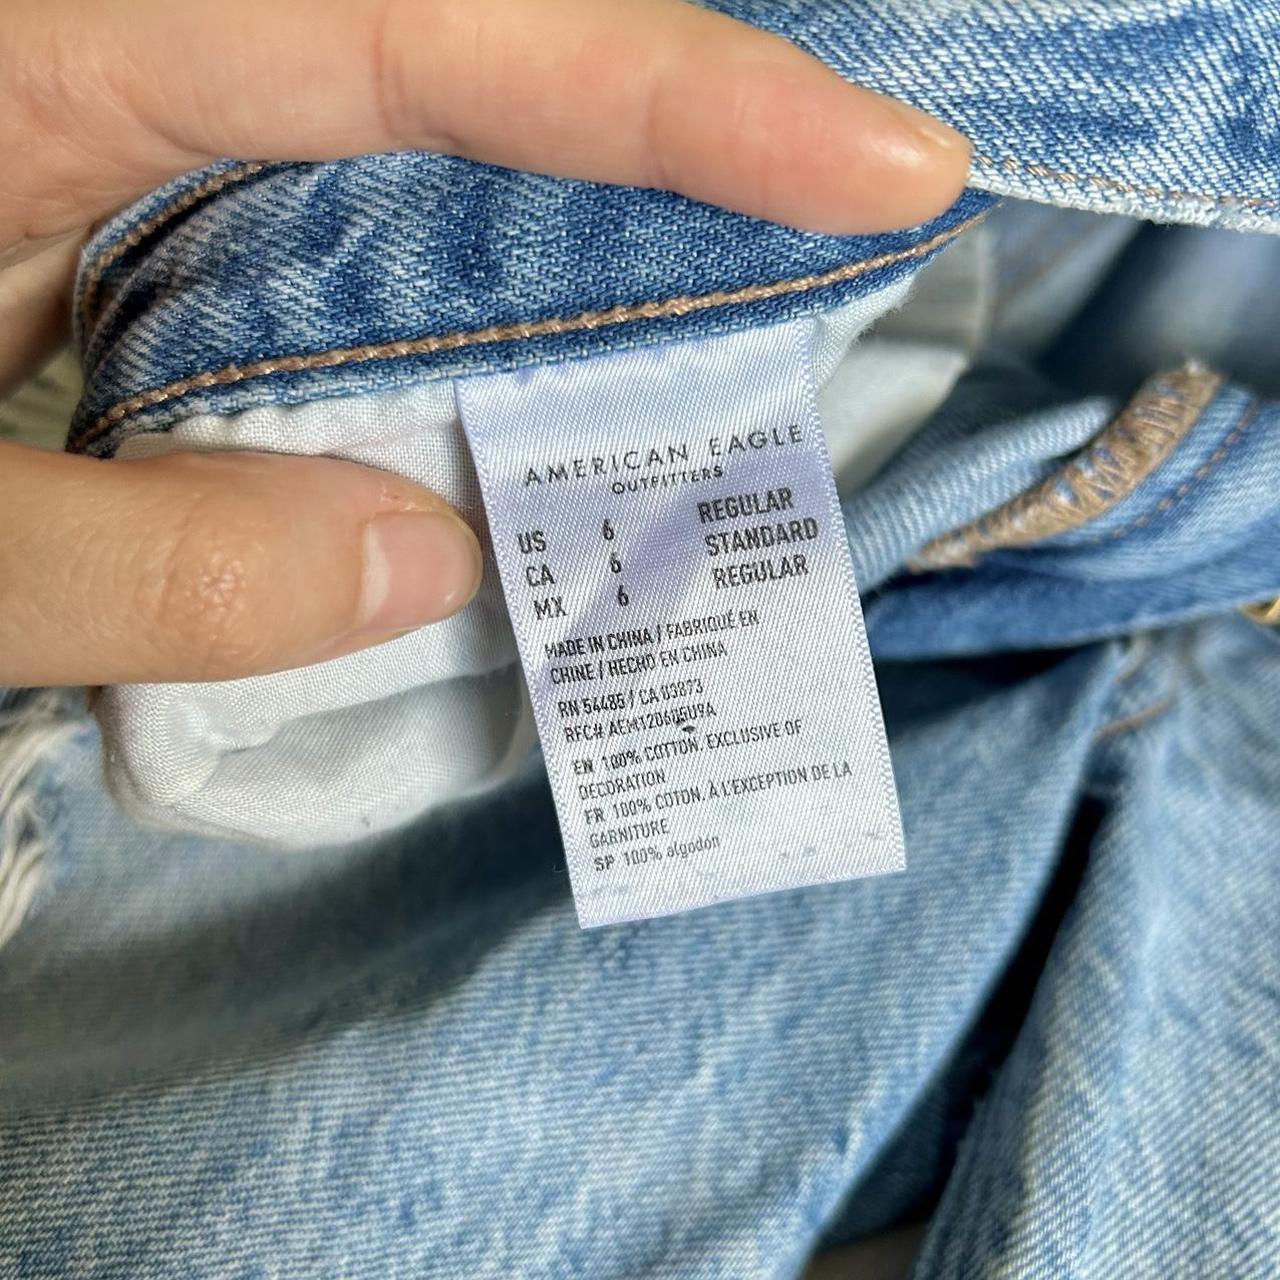 AMERICAN EAGLE
OUTFITTERS
US 6 REGULAR
CA 6 STANDARD
MX 6 REGULAR
MADE IN CHINA / FABRIQUÉ EN
CHINE / HECHO EN CHINA
RN 54485 / CA 03873
RFC# AEM120605U9A
EN 100% COTTON. EXCLUSIVE OF
DECORATION
FR 100% COTON. À L'EXCEPTION DE LA
GARNITURE
SP 100% algodon